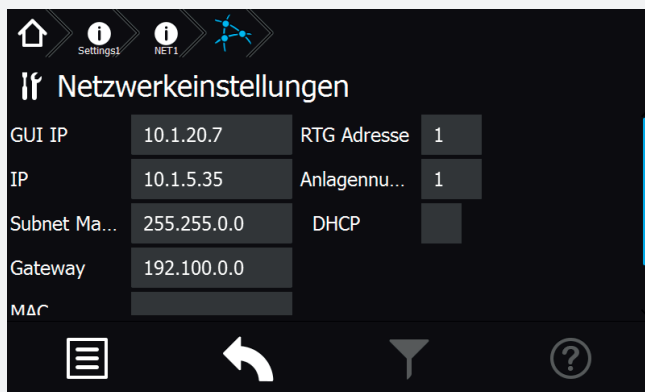 Settings1 NET1
Netzwerkeinstellungen
GUI IP 10.1.20.7 RTG Adresse 1
IP 10.1.5.35 Anlagennu... 1
Subnet Ma... 255.255.0.0 DHCP
Gateway 192.100.0.0
MAC